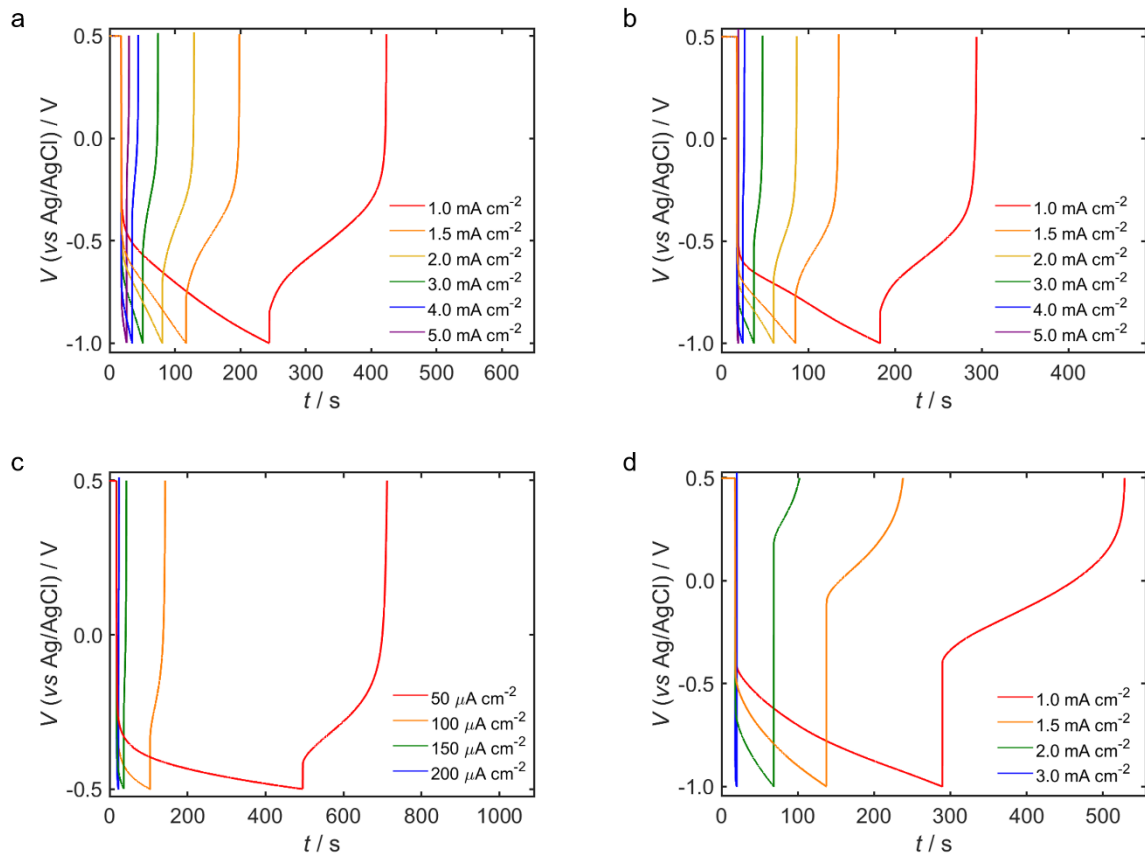 a
0.5
0.0
-0.5
-1.0
V (vs Ag/AgCl) / V
1.0 mA cm-2
1.5 mA cm-2
2.0 mA cm-2
3.0 mA cm-2
4.0 mA cm-2
5.0 mA cm-2
0 100 200 300 400 500 600
t / s
b
0.5
0.0
-0.5
-1.0
V (vs Ag/AgCl) / V
1.0 mA cm-2
1.5 mA cm-2
2.0 mA cm-2
3.0 mA cm-2
4.0 mA cm-2
5.0 mA cm-2
0 100 200 300 400
t / s
c
0.5
0.0
-0.5
V (vs Ag/AgCl) / V
50 μA cm-2
100 μA cm-2
150 μA cm-2
200 μA cm-2
0 200 400 600 800 1000
t / s
d
0.5
0.0
-0.5
-1.0
V (vs Ag/AgCl) / V
1.0 mA cm-2
1.5 mA cm-2
2.0 mA cm-2
3.0 mA cm-2
0 100 200 300 400 500
t / s